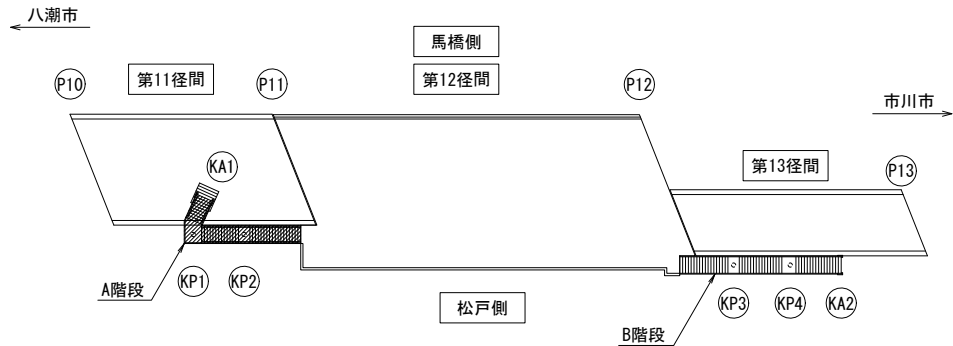 八潮市
馬橋側
P10
第11径間
P11
第12径間
P12
市川市
第13径間
P13
KA1
A階段
KP1
KP2
松戸側
B階段
KP3
KP4
KA2